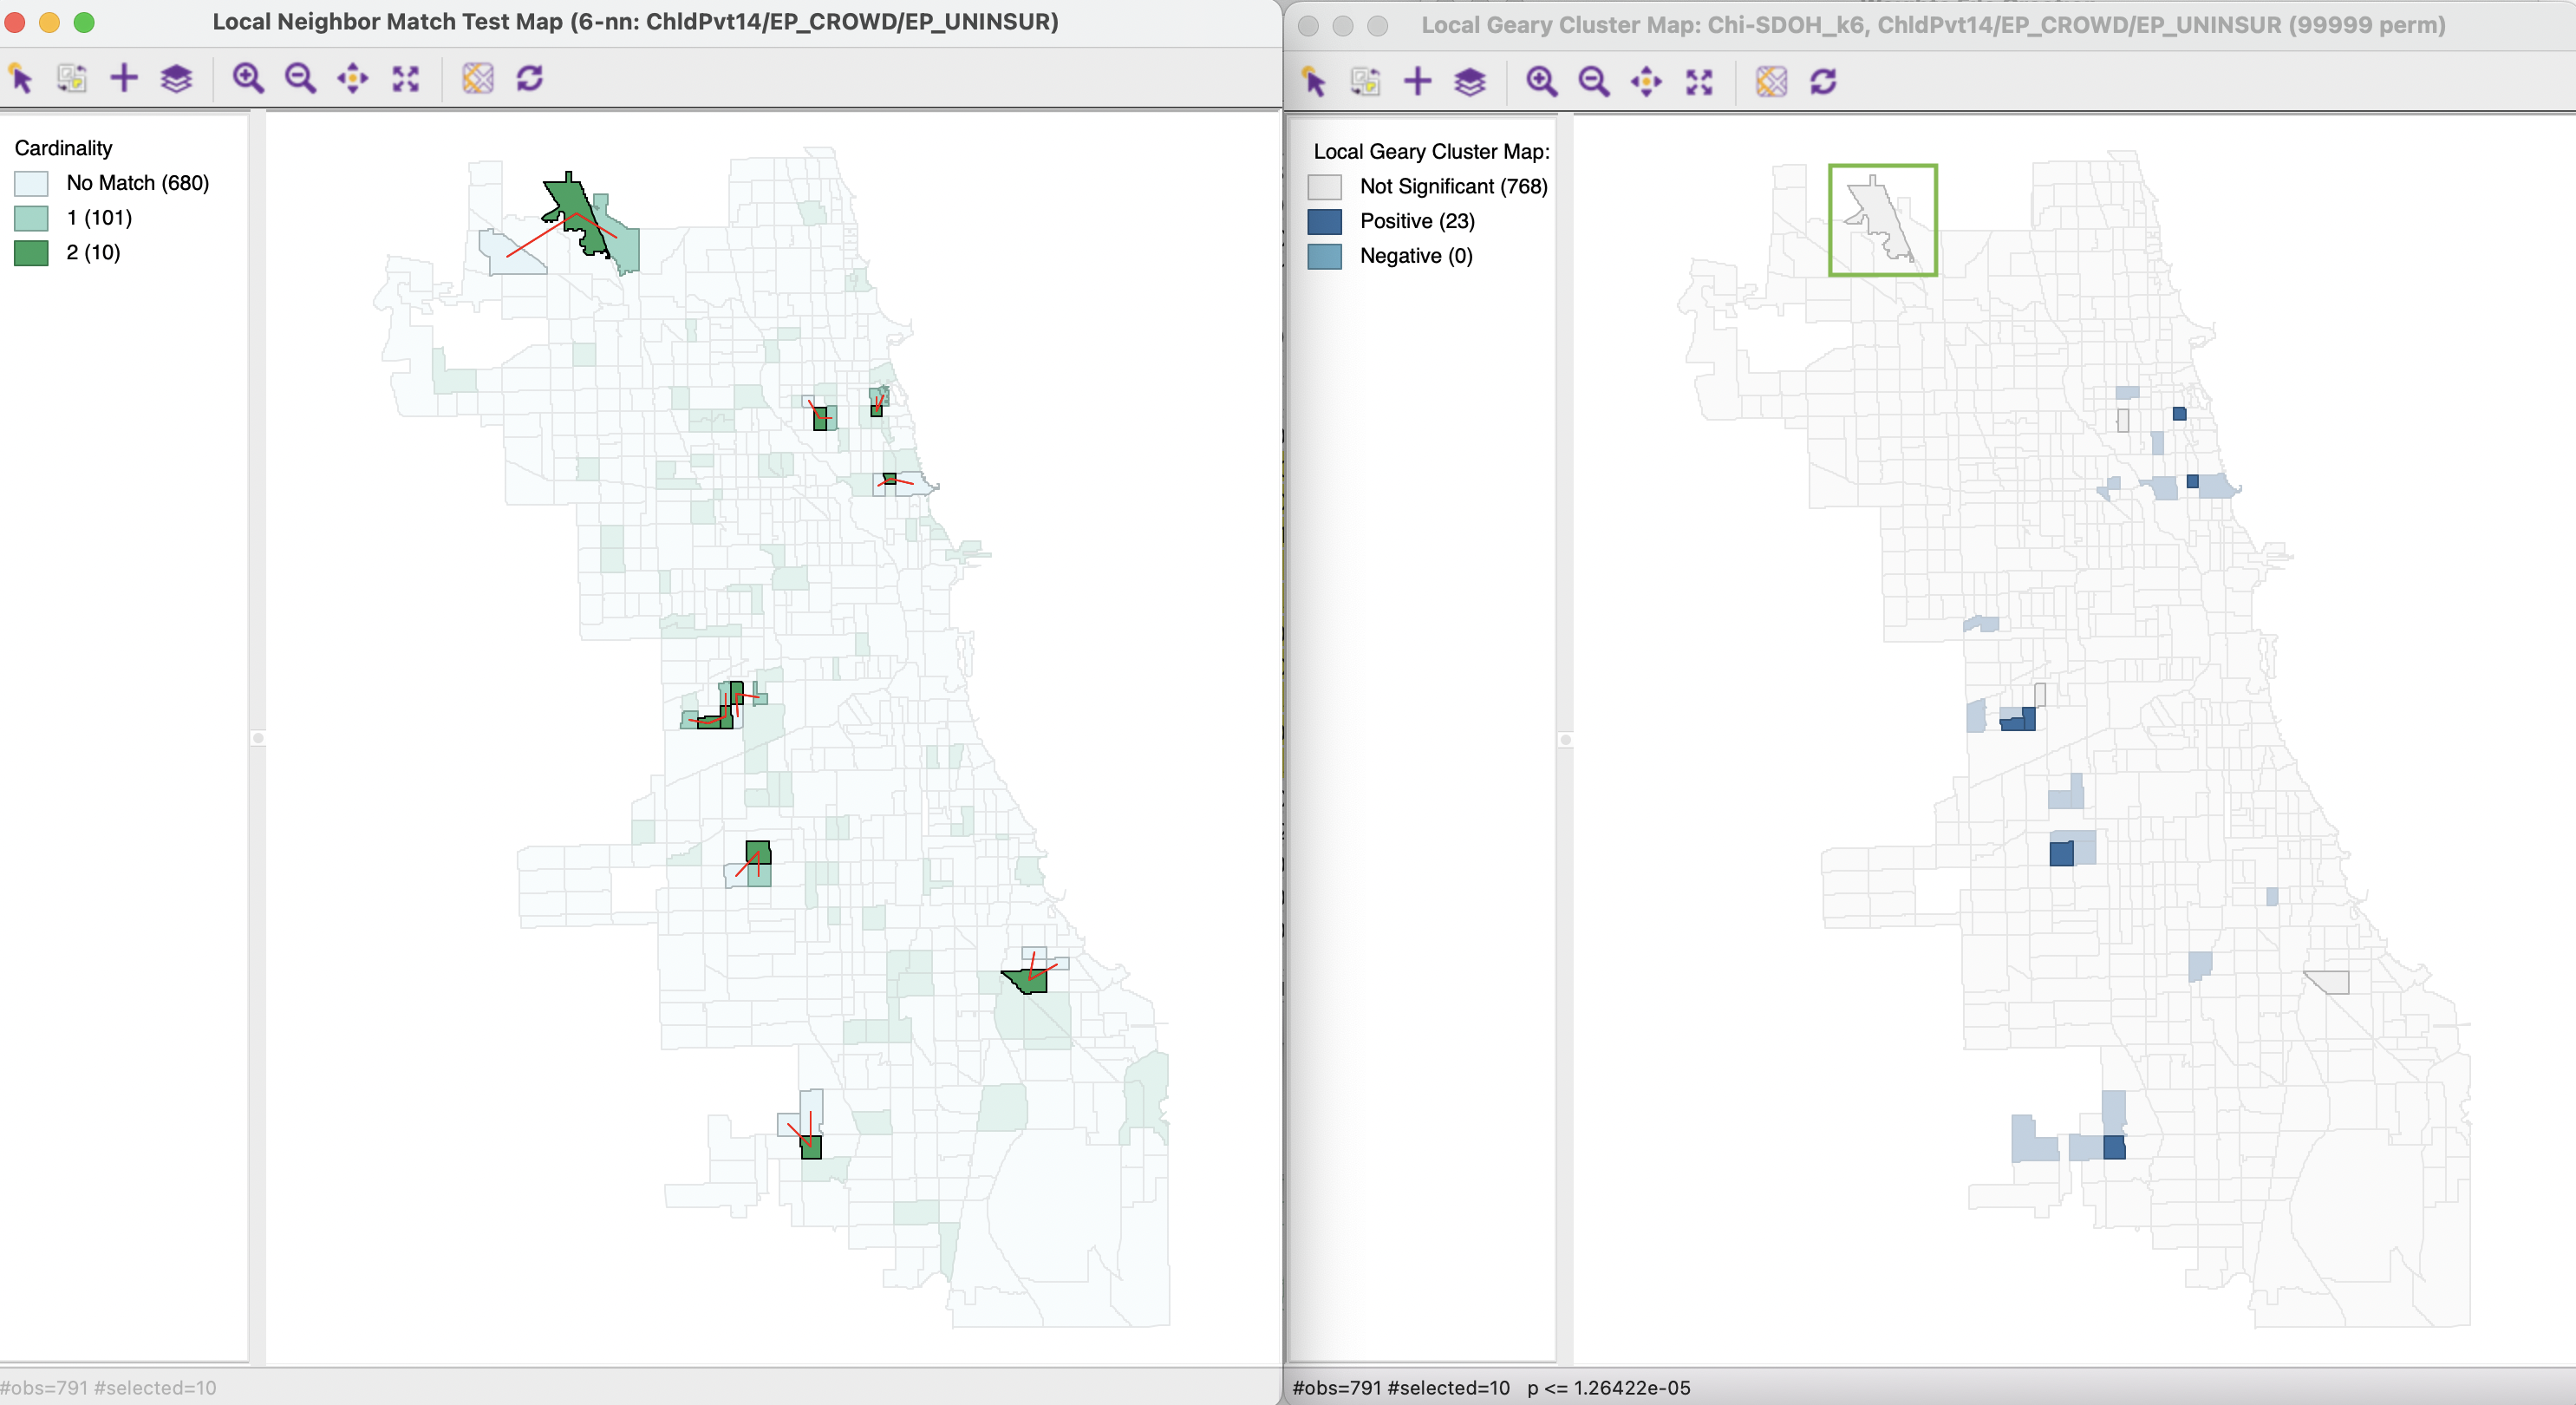 Local Neighbor Match Test Map (6-nn: ChldPvt14/EP_CROWD/EP_UNINSUR)
Cardinality
No Match (680)
1 (101)
2 (10)
#obs=791 #selected=10
Local Geary Cluster Map: Chi-SDOH_k6, ChldPvt14/EP_CROWD/EP_UNINSUR (99999 perm)
Local Geary Cluster Map:
Not Significant (768)
Positive (23)
Negative (0)
#obs=791 #selected=10 p <= 1.26422e-05